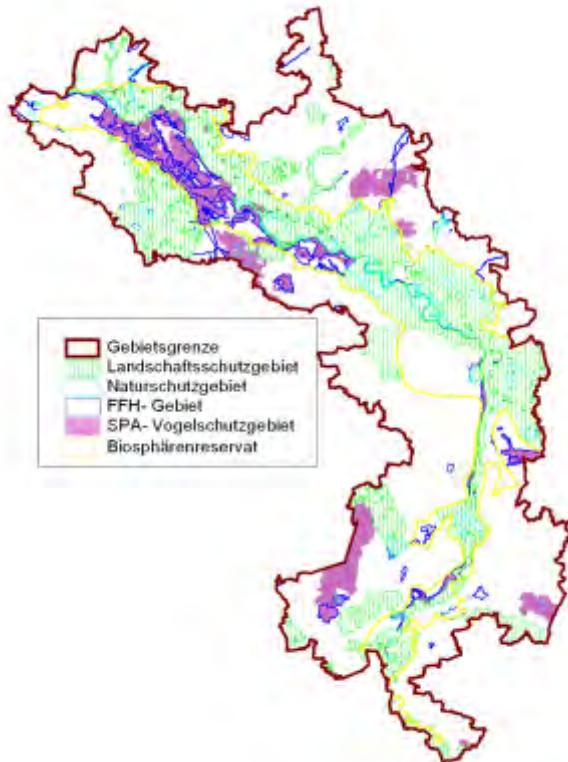 Gebietsgrenze
Landschaftsschutzgebiet
Naturschutzgebiet
FFH- Gebiet
SPA- Vogelschutzgebiet
Biosphärenreservat